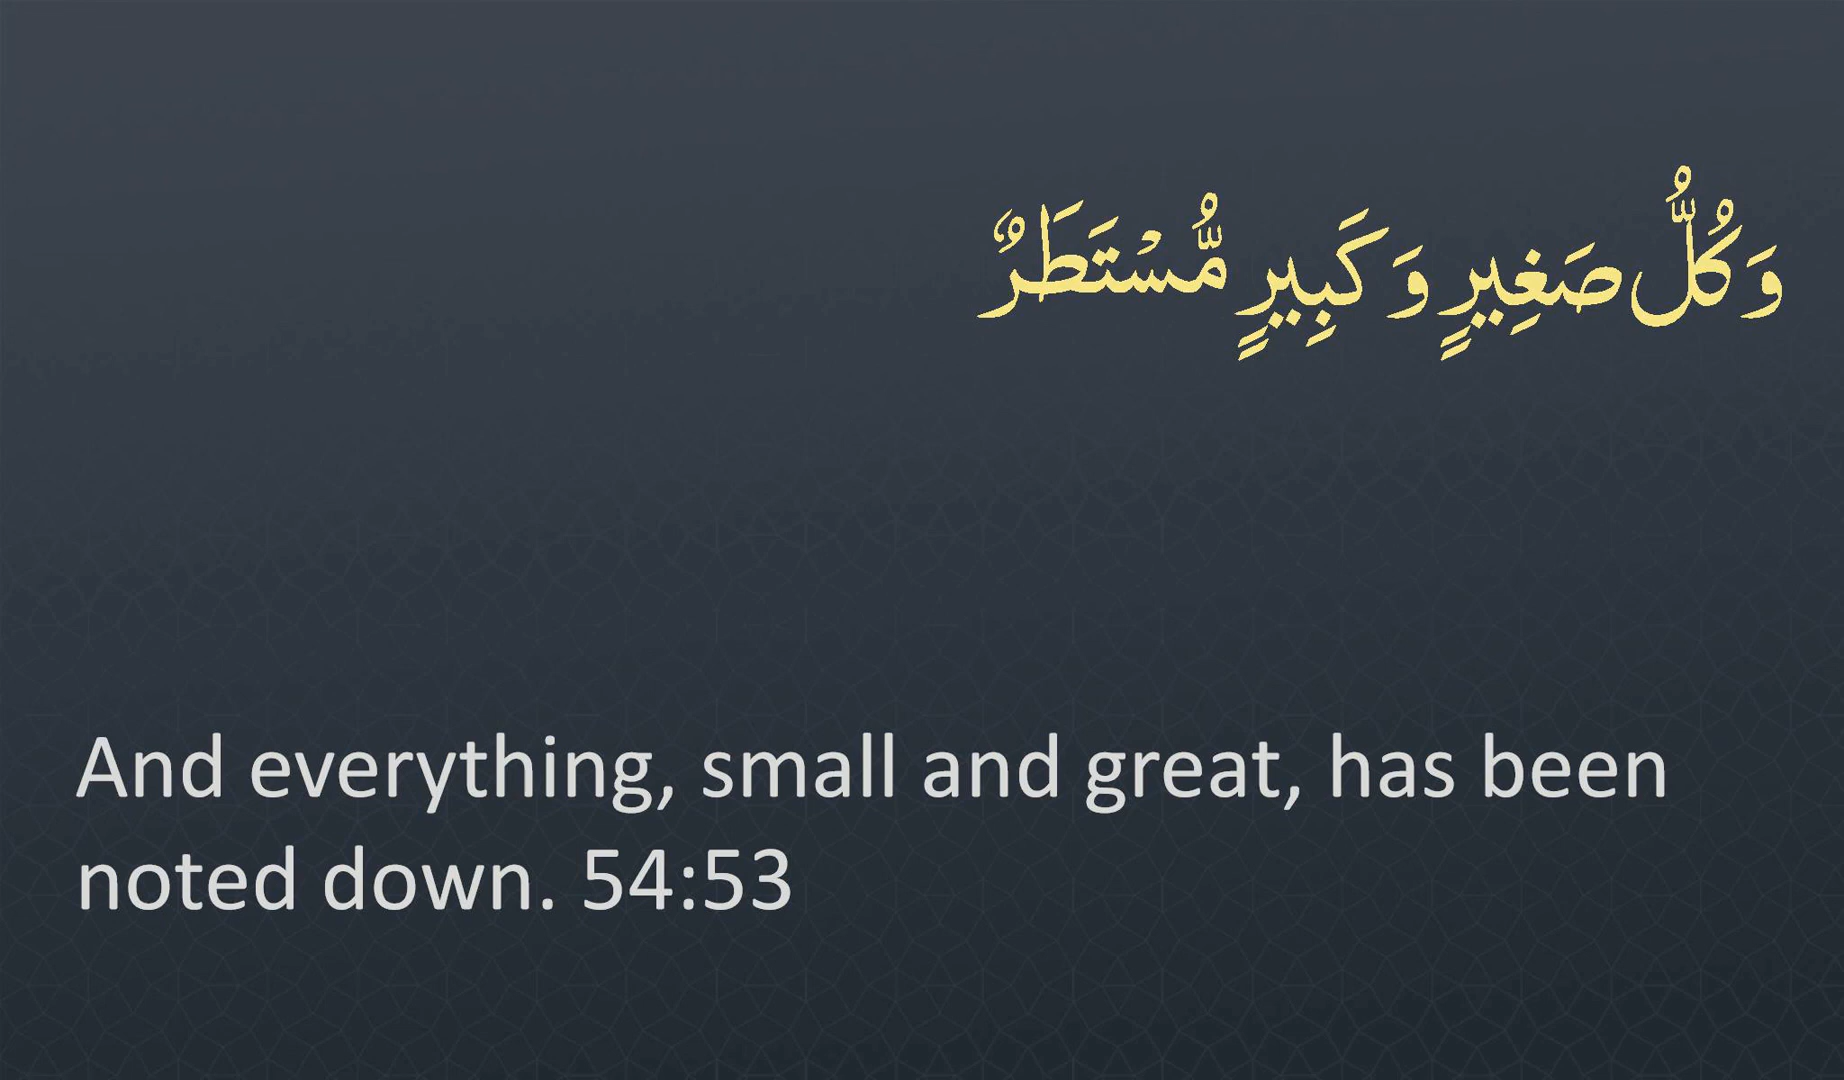 وَكُلُّ صَغِيرٍ وَكَبِيرٍ مُّسْتَطَرٌ
And everything, small and great, has been
noted down. 54:53